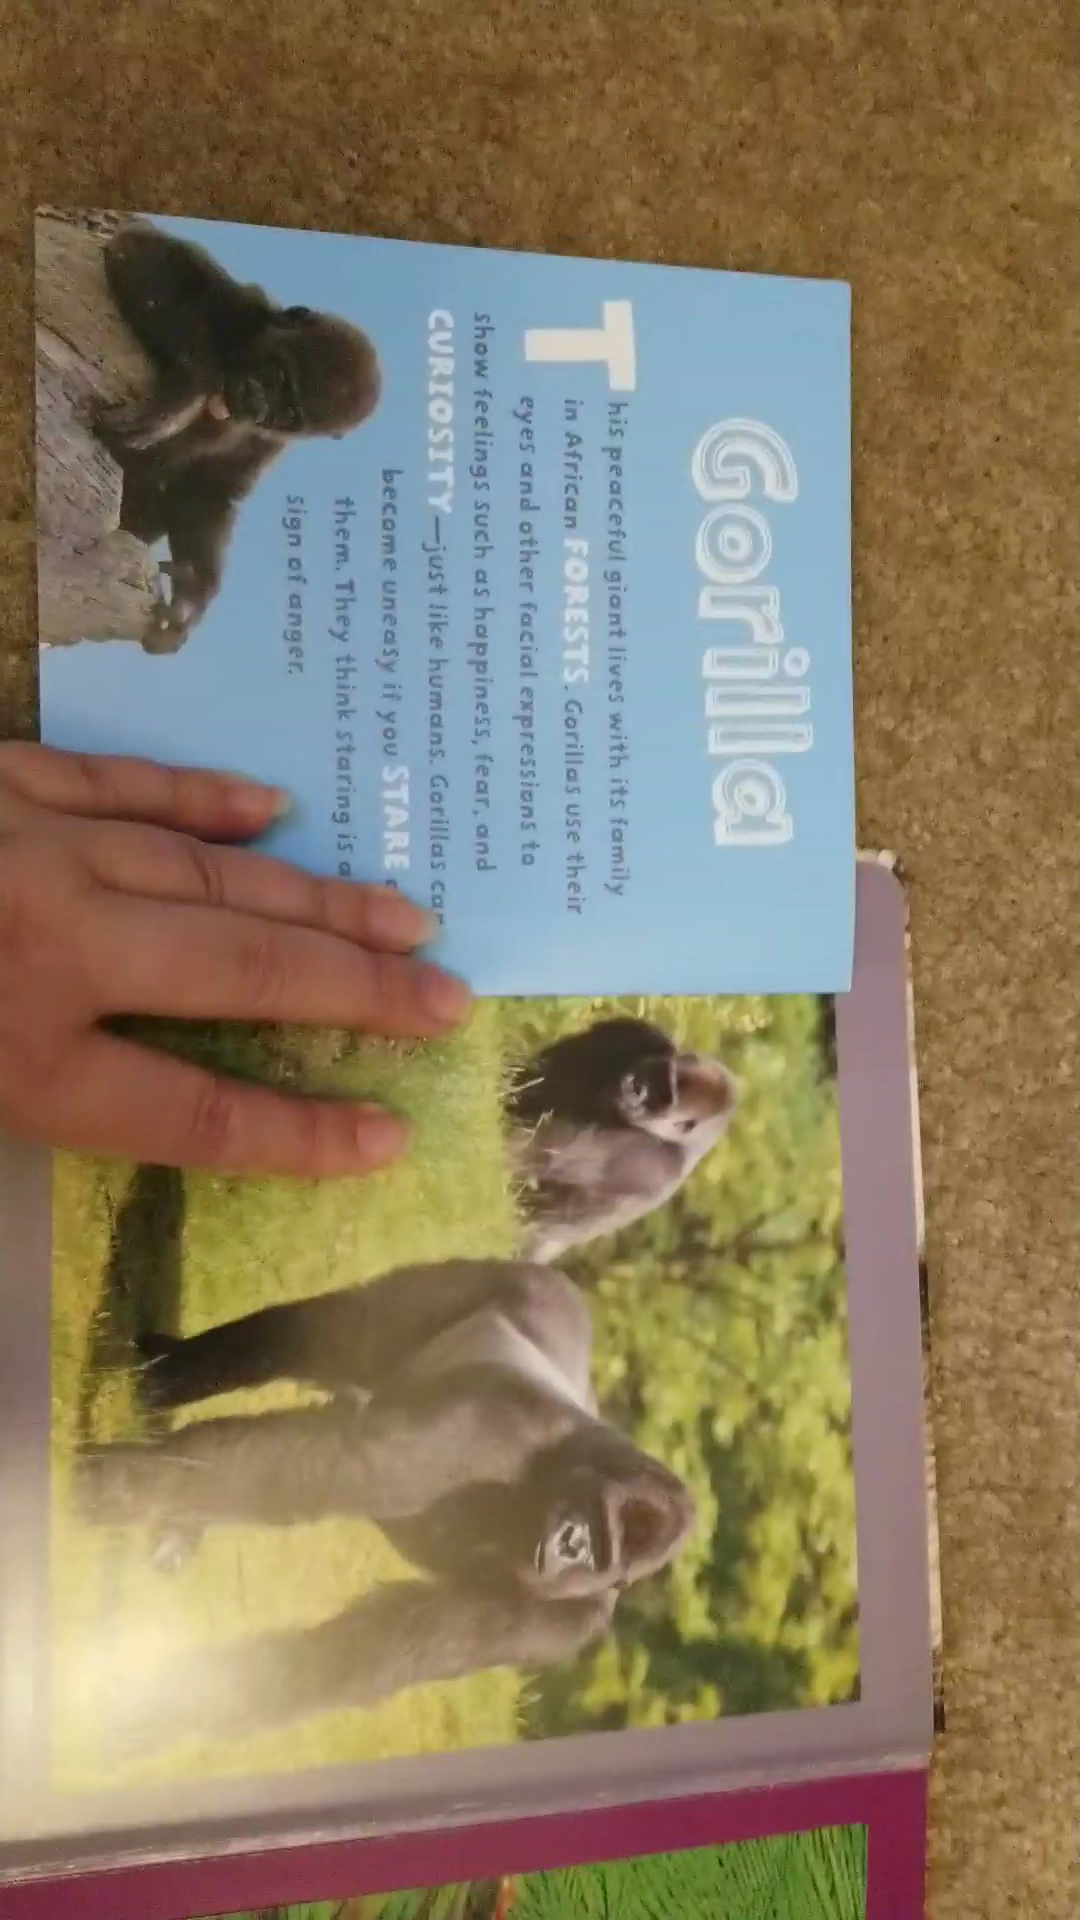 Gorilla
This peaceful giant lives with its family
in African FORESTS. Gorillas use their
eyes and other facial expressions to
show feelings such as happiness, fear, and
CURIOSITY—just like humans. Gorillas can
become uneasy if you STARE
them. They think staring is a
sign of anger.